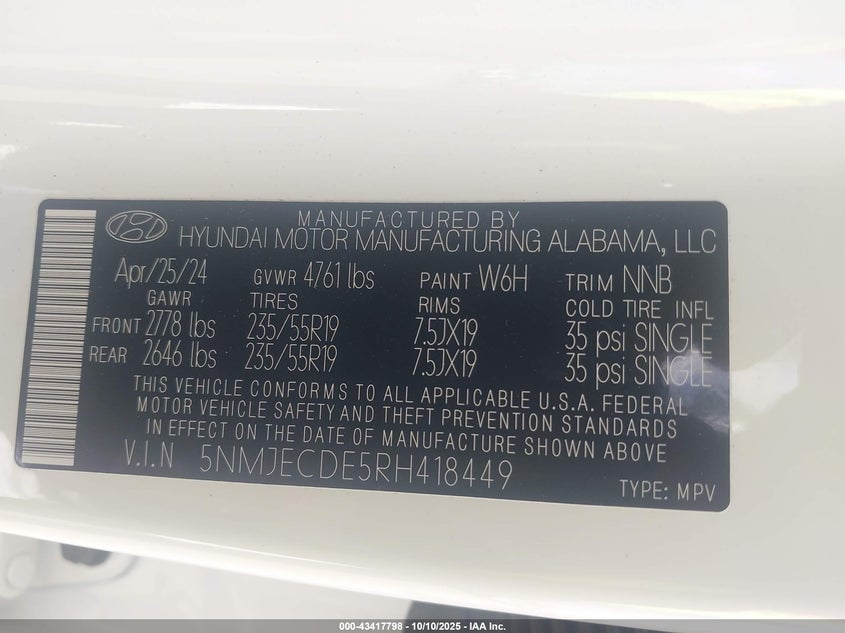 MANUFACTURED BY
HYUNDAI MOTOR MANUFACTURING ALABAMA, LLC
Apr/25/24 GVWR 4761 lbs PAINT W6H TRIM NNB
GAWR TIRES RIMS COLD TIRE INFL
FRONT 2778 lbs 235/55R19 7.5JX19 35 psi SINGLE
REAR 2646 lbs 235/55R19 7.5JX19 35 psi SINGLE
THIS VEHICLE CONFORMS TO ALL APPLICABLE U.S.A. FEDERAL
MOTOR VEHICLE SAFETY AND THEFT PREVENTION STANDARDS
IN EFFECT ON THE DATE OF MANUFACTURE SHOWN ABOVE
V.I.N 5NMJECDE5RH418449
TYPE: MPV
000-43417798 - 10/10/2025 - IAA Inc.